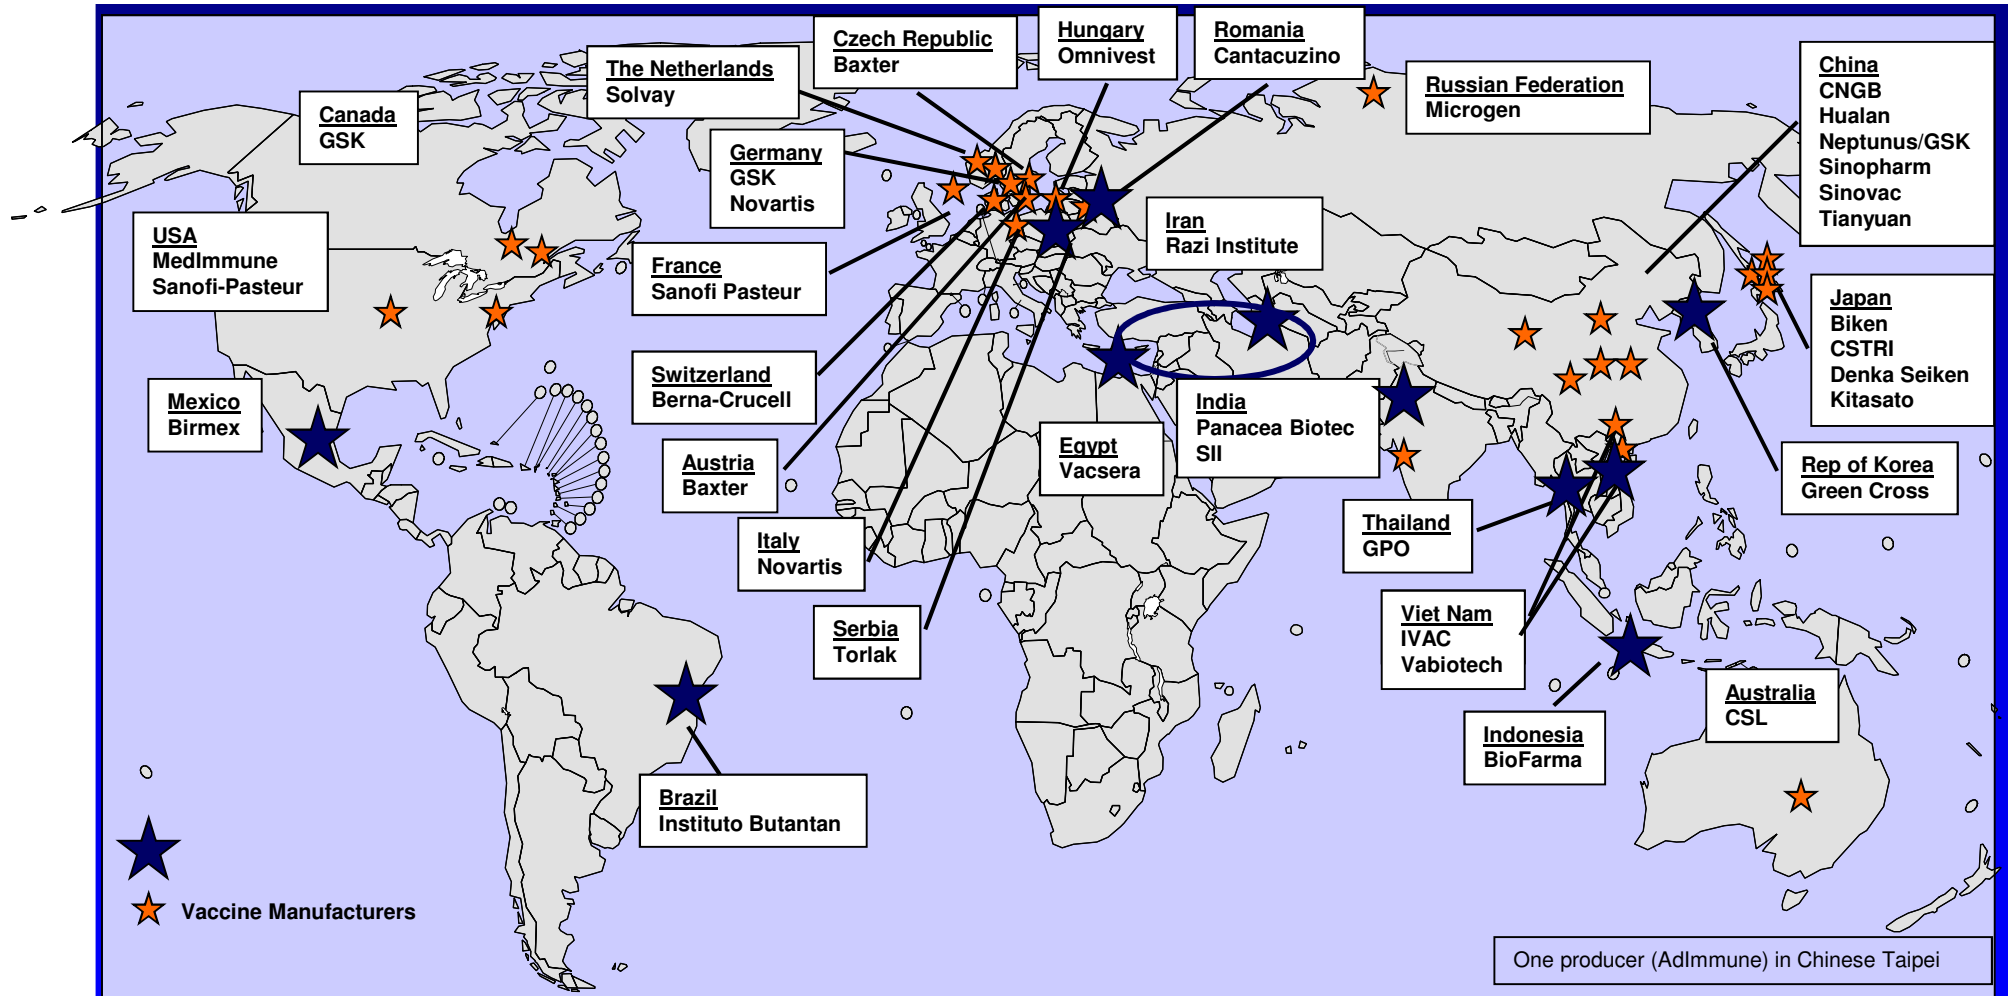 Czech Republic
Baxter
Hungary
Omnivest
Romania
Cantacuzino
The Netherlands
Solvay
Russian Federation
Microgen
China
CNGB
Hualan
Neptunus/GSK
Sinopharm
Sinovac
Tianyuan
Canada
GSK
Germany
GSK
Novartis
USA
MedImmune
Sanofi-Pasteur
France
Sanofi Pasteur
Iran
Razi Institute
Japan
Biken
CSTRI
Denka Seiken
Kitasato
Switzerland
Berna-Crucell
Mexico
Birmex
India
Panacea Biotec
SII
Austria
Baxter
Egypt
Vacsera
Rep of Korea
Green Cross
Thailand
GPO
Italy
Novartis
Viet Nam
IVAC
Vabiotech
Serbia
Torlak
Australia
CSL
Indonesia
BioFarma
Brazil
Instituto Butantan
Vaccine Manufacturers
One producer (AdImmune) in Chinese Taipei